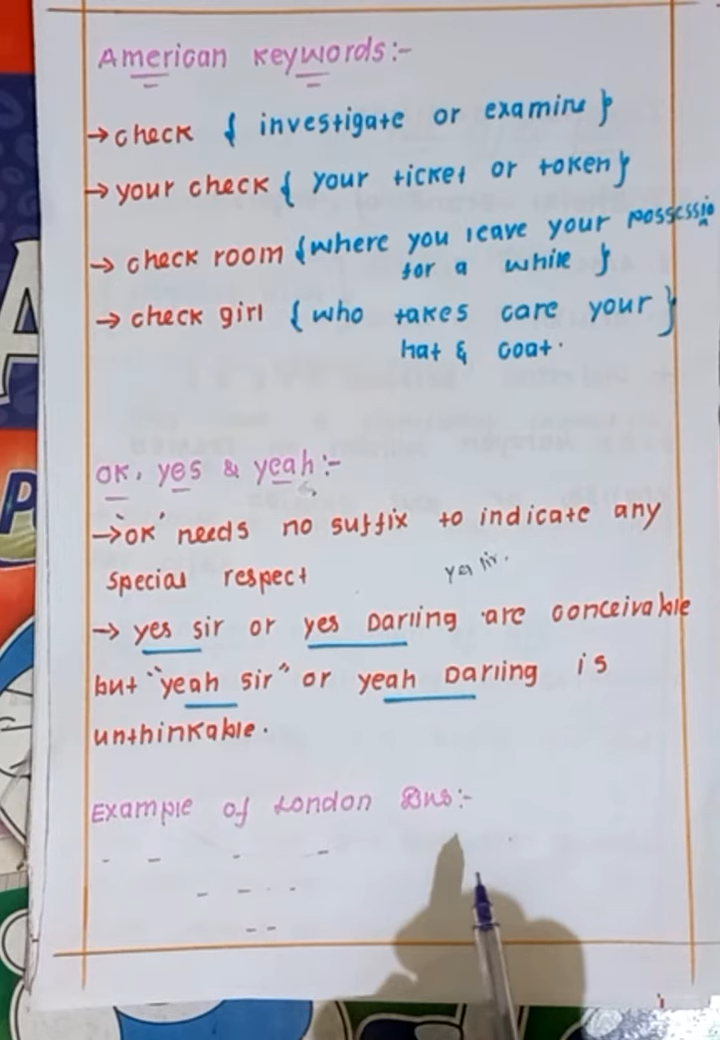 American Keywords:-
→ check { investigate or examine }
→ your check { your ticket or token }
→ check room { where you leave your possessio
n
for a while }
→ check girl { who takes care your }
hat & coat.
OK, yes & yeah:-
→ 'OK' needs no suffix to indicate any
special respect
yes sir.
→ yes sir or yes Darling are conceivable
but "yeah sir" or yeah Darling is
unthinkable.
Example of London Bus:-